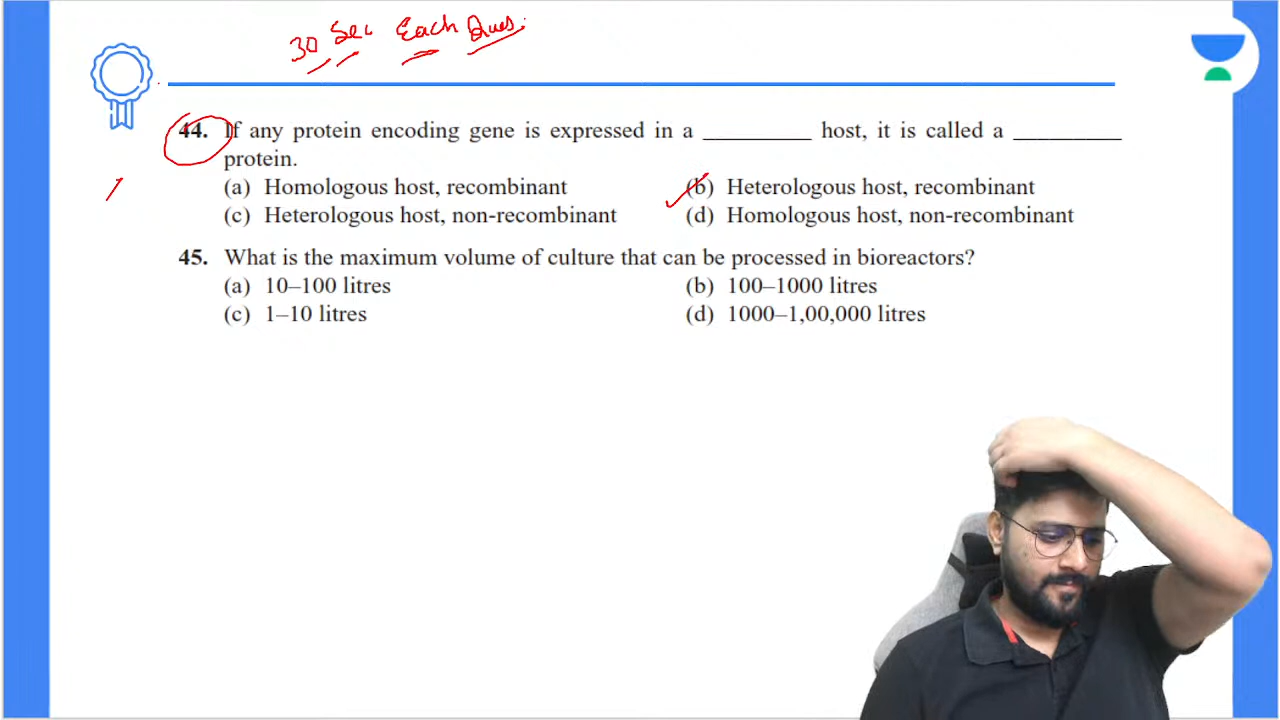 30 Sec Each Ques.
44. If any protein encoding gene is expressed in a __________ host, it is called a __________
protein.
(a) Homologous host, recombinant (b) Heterologous host, recombinant
(c) Heterologous host, non-recombinant (d) Homologous host, non-recombinant
45. What is the maximum volume of culture that can be processed in bioreactors?
(a) 10–100 litres (b) 100–1000 litres
(c) 1–10 litres (d) 1000–1,00,000 litres